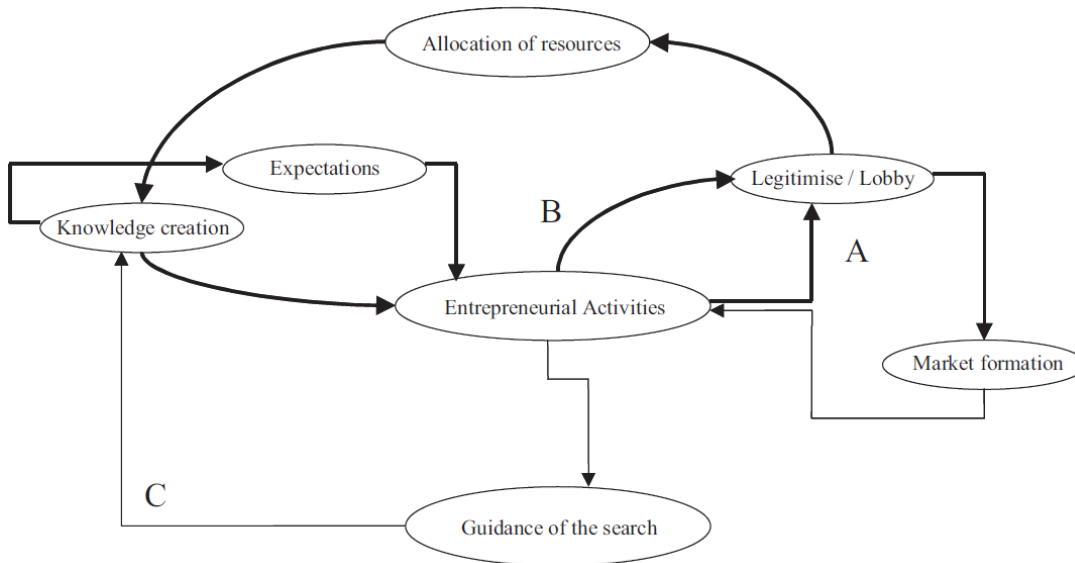 Allocation of resources
Expectations
Legitimise / Lobby
B
Knowledge creation
A
Entrepreneurial Activities
Market formation
C
Guidance of the search